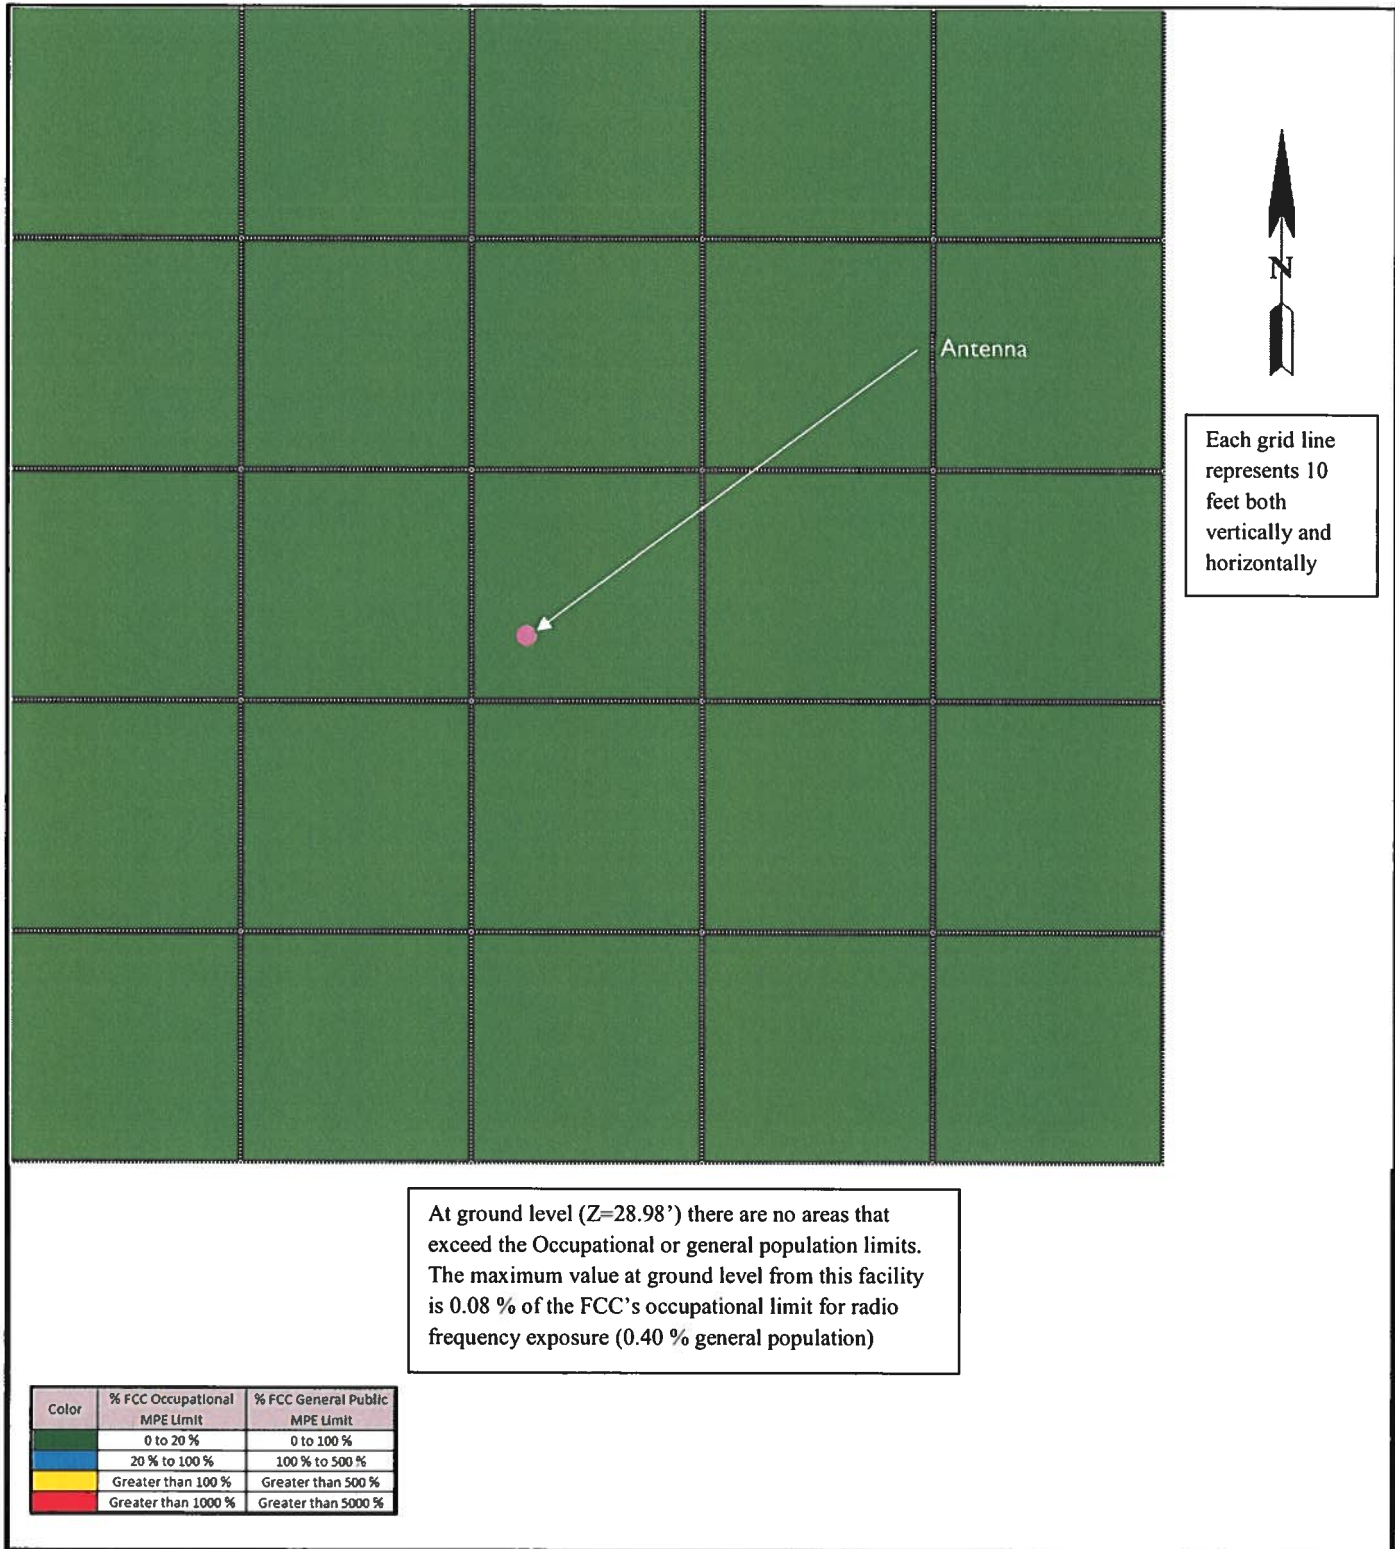 Antenna
N
Each grid line
represents 10
feet both
vertically and
horizontally
At ground level (Z=28.98’) there are no areas that
exceed the Occupational or general population limits.
The maximum value at ground level from this facility
is 0.08 % of the FCC’s occupational limit for radio
frequency exposure (0.40 % general population)
Color % FCC Occupational MPE Limit % FCC General Public MPE Limit
0 to 20 % 0 to 100 %
20 % to 100 % 100 % to 500 %
Greater than 100 % Greater than 500 %
Greater than 1000 % Greater than 5000 %